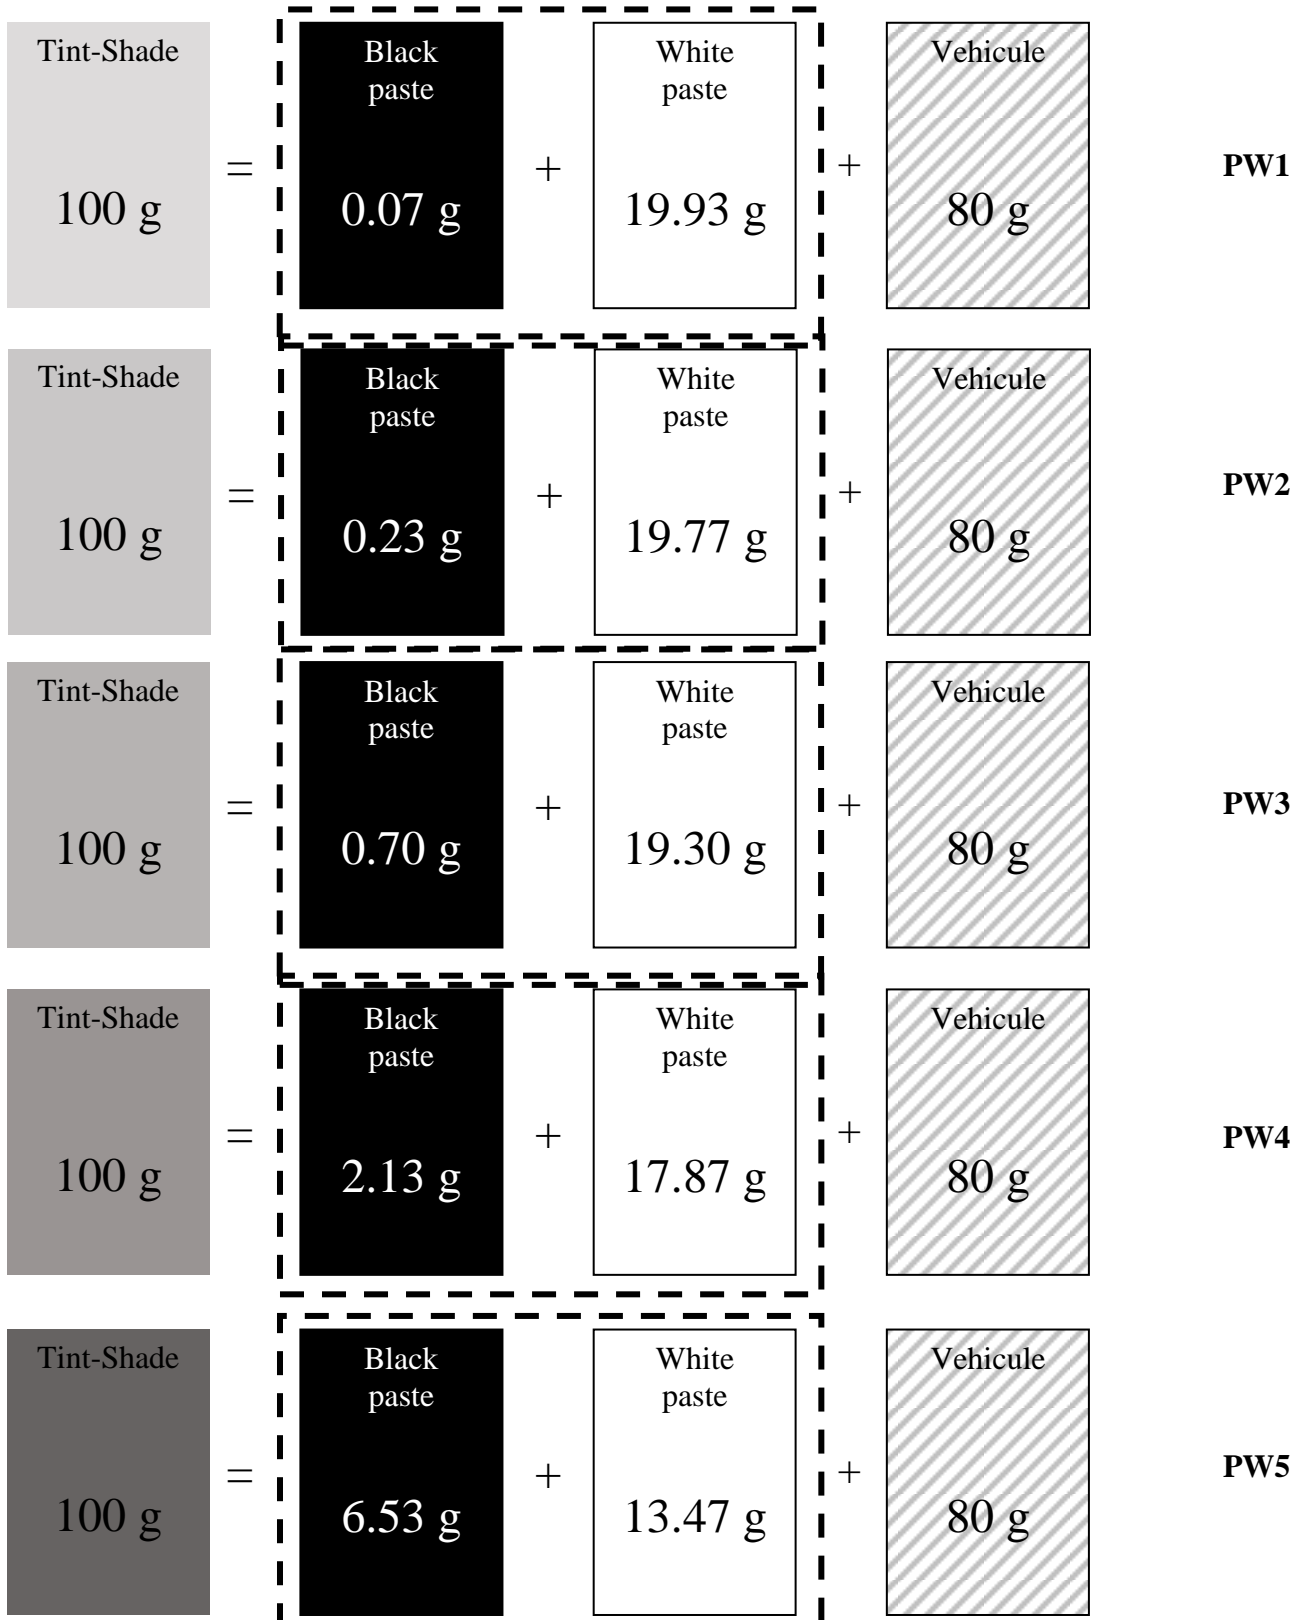 Tint-Shade
100 g
=
Black
paste
0.07 g
+
White
paste
19.93 g
+
Vehicule
80 g
PW1
Tint-Shade
100 g
=
Black
paste
0.23 g
+
White
paste
19.77 g
+
Vehicule
80 g
PW2
Tint-Shade
100 g
=
Black
paste
0.70 g
+
White
paste
19.30 g
+
Vehicule
80 g
PW3
Tint-Shade
100 g
=
Black
paste
2.13 g
+
White
paste
17.87 g
+
Vehicule
80 g
PW4
Tint-Shade
100 g
=
Black
paste
6.53 g
+
White
paste
13.47 g
+
Vehicule
80 g
PW5